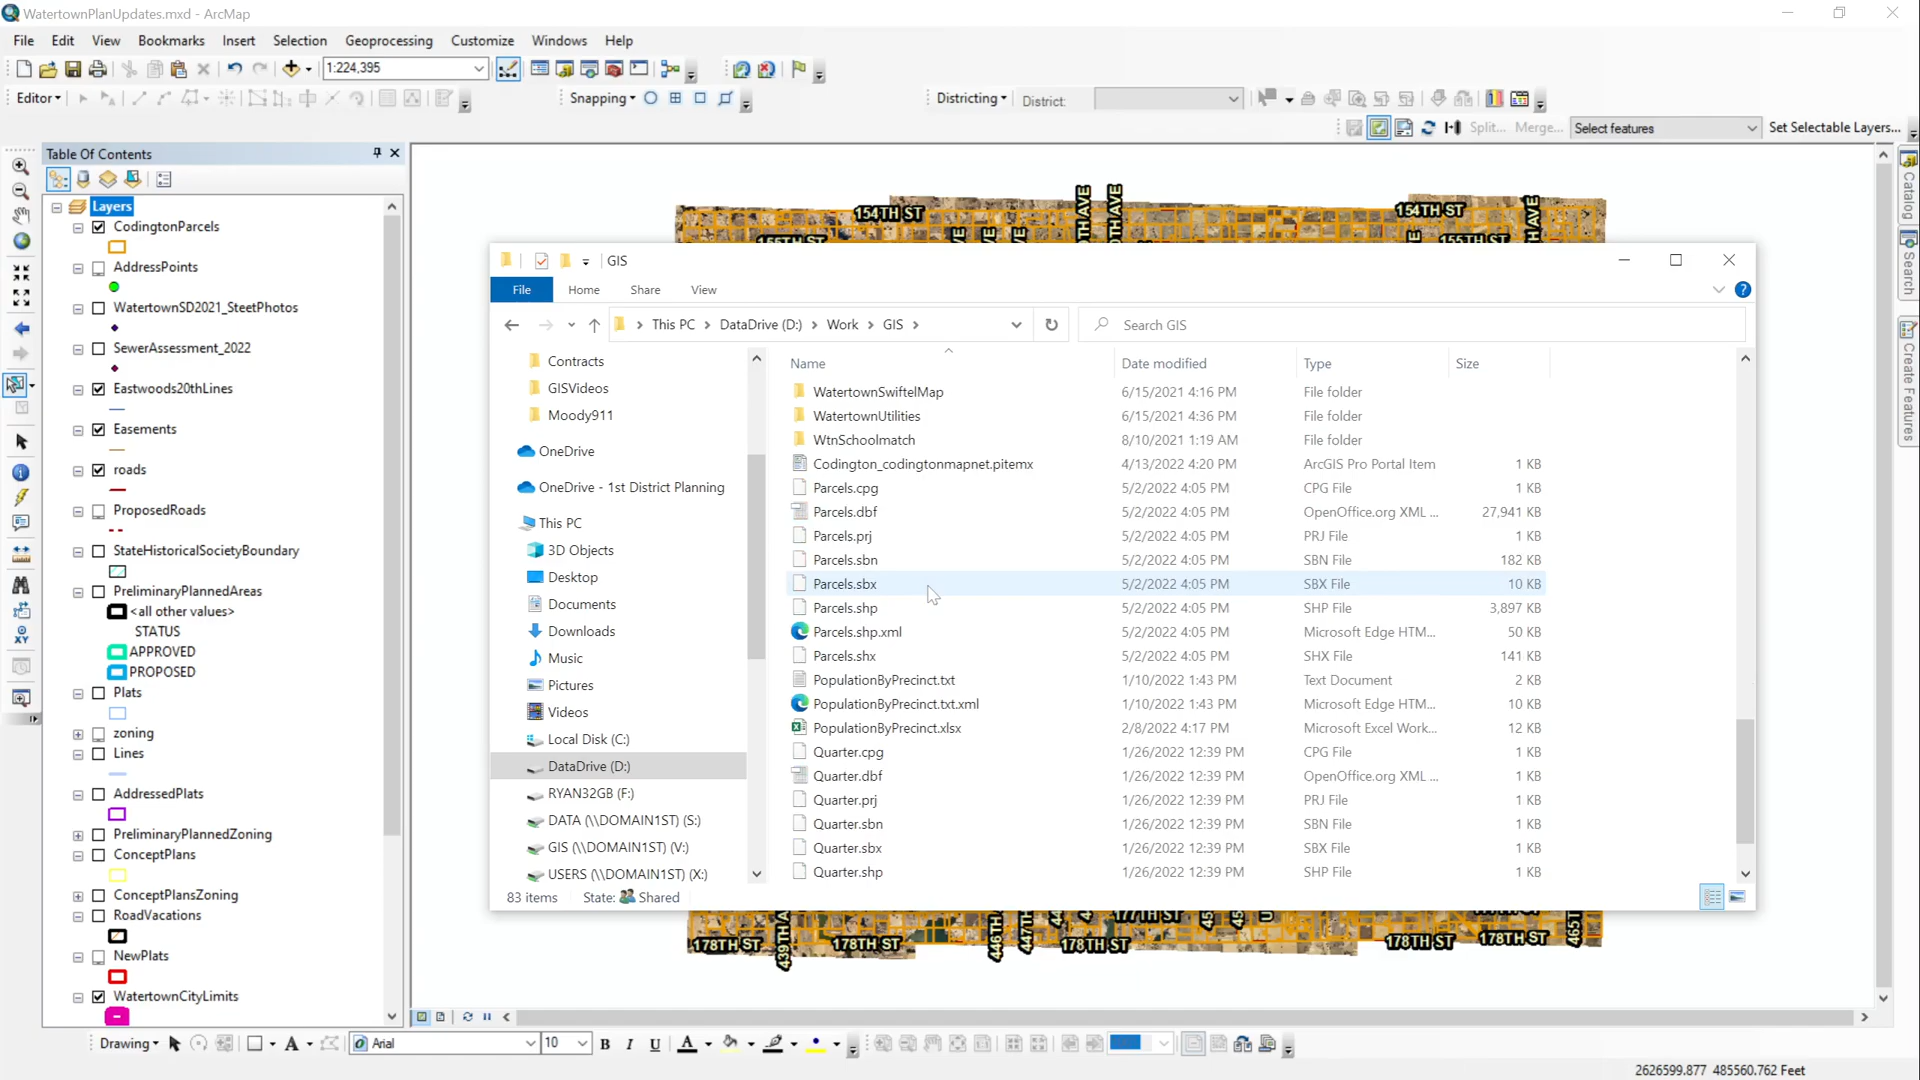 WatertownPlanUpdates.mxd - ArcMap
File Edit View Bookmarks Insert Selection Geoprocessing Customize Windows Help
1:224,395
Editor Snapping Districting District:
Split... Merge... Select features Set Selectable Layers...
Table Of Contents
Layers
CodingtonParcels
AddressPoints
WatertownSD2021_SteetPhotos
SewerAssessment_2022
Eastwoods20thLines
Easements
roads
ProposedRoads
StateHistoricalSocietyBoundary
PreliminaryPlannedAreas
<all other values>
STATUS
APPROVED
PROPOSED
Plats
zoning
Lines
AddressedPlats
PreliminaryPlannedZoning
ConceptPlans
ConceptPlansZoning
RoadVacations
NewPlats
WatertownCityLimits
154TH ST 154TH ST
155TH ST 155TH ST
GIS
File Home Share View
This PC DataDrive (D:) Work GIS
Search GIS
Contracts
GISVideos
Moody911
OneDrive
OneDrive - 1st District Planning
This PC
3D Objects
Desktop
Documents
Downloads
Music
Pictures
Videos
Local Disk (C:)
DataDrive (D:)
RYAN32GB (F:)
DATA (\\DOMAIN1ST) (S:)
GIS (\\DOMAIN1ST) (V:)
USERS (\\DOMAIN1ST) (X:)
Name Date modified Type Size
WatertownSwiftelMap 6/15/2021 4:16 PM File folder
WatertownUtilities 6/15/2021 4:36 PM File folder
WtnSchoolmatch 8/10/2021 1:19 AM File folder
Codington_codingtonmapnet.pitemx 4/13/2022 4:20 PM ArcGIS Pro Portal Item 1 KB
Parcels.cpg 5/2/2022 4:05 PM CPG File 1 KB
Parcels.dbf 5/2/2022 4:05 PM OpenOffice.org XML ... 27,941 KB
Parcels.prj 5/2/2022 4:05 PM PRJ File 1 KB
Parcels.sbn 5/2/2022 4:05 PM SBN File 182 KB
Parcels.sbx 5/2/2022 4:05 PM SBX File 10 KB
Parcels.shp 5/2/2022 4:05 PM SHP File 3,897 KB
Parcels.shp.xml 5/2/2022 4:05 PM Microsoft Edge HTM... 50 KB
Parcels.shx 5/2/2022 4:05 PM SHX File 141 KB
PopulationByPrecinct.txt 1/10/2022 1:43 PM Text Document 2 KB
PopulationByPrecinct.txt.xml 1/10/2022 1:43 PM Microsoft Edge HTM... 10 KB
PopulationByPrecinct.xlsx 2/8/2022 4:17 PM Microsoft Excel Work... 12 KB
Quarter.cpg 1/26/2022 12:39 PM CPG File 1 KB
Quarter.dbf 1/26/2022 12:39 PM OpenOffice.org XML ... 1 KB
Quarter.prj 1/26/2022 12:39 PM PRJ File 1 KB
Quarter.sbn 1/26/2022 12:39 PM SBN File 1 KB
Quarter.sbx 1/26/2022 12:39 PM SBX File 1 KB
Quarter.shp 1/26/2022 12:39 PM SHP File 1 KB
83 items State: Shared
178TH ST 178TH ST 178TH ST 178TH ST 178TH ST
Catalog
Search
Create Features
Drawing Arial 10 B I U A
2626599.877 485560.762 Feet